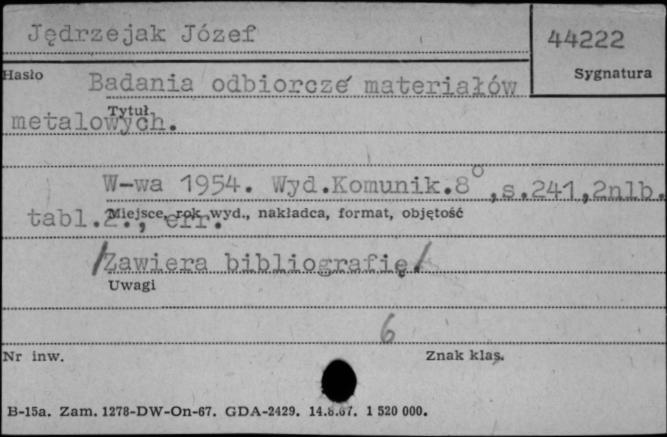 Jędrzejak Józef
44222
Hasło
Sygnatura
Badania odbiorcze materiałów
Tytuł
metalowych.
W-wa 1954. Wyd.Komunik.8°,s.241,2nlb.
Miejsce, rok wyd., nakładca, format, objętość
tabl.2., err.
/Zawiera bibliografię/
Uwagi
6
Nr inw.
Znak klas.
B-15a. Zam. 1278-DW-On-67. GDA-2429. 14.8.67. 1 520 000.